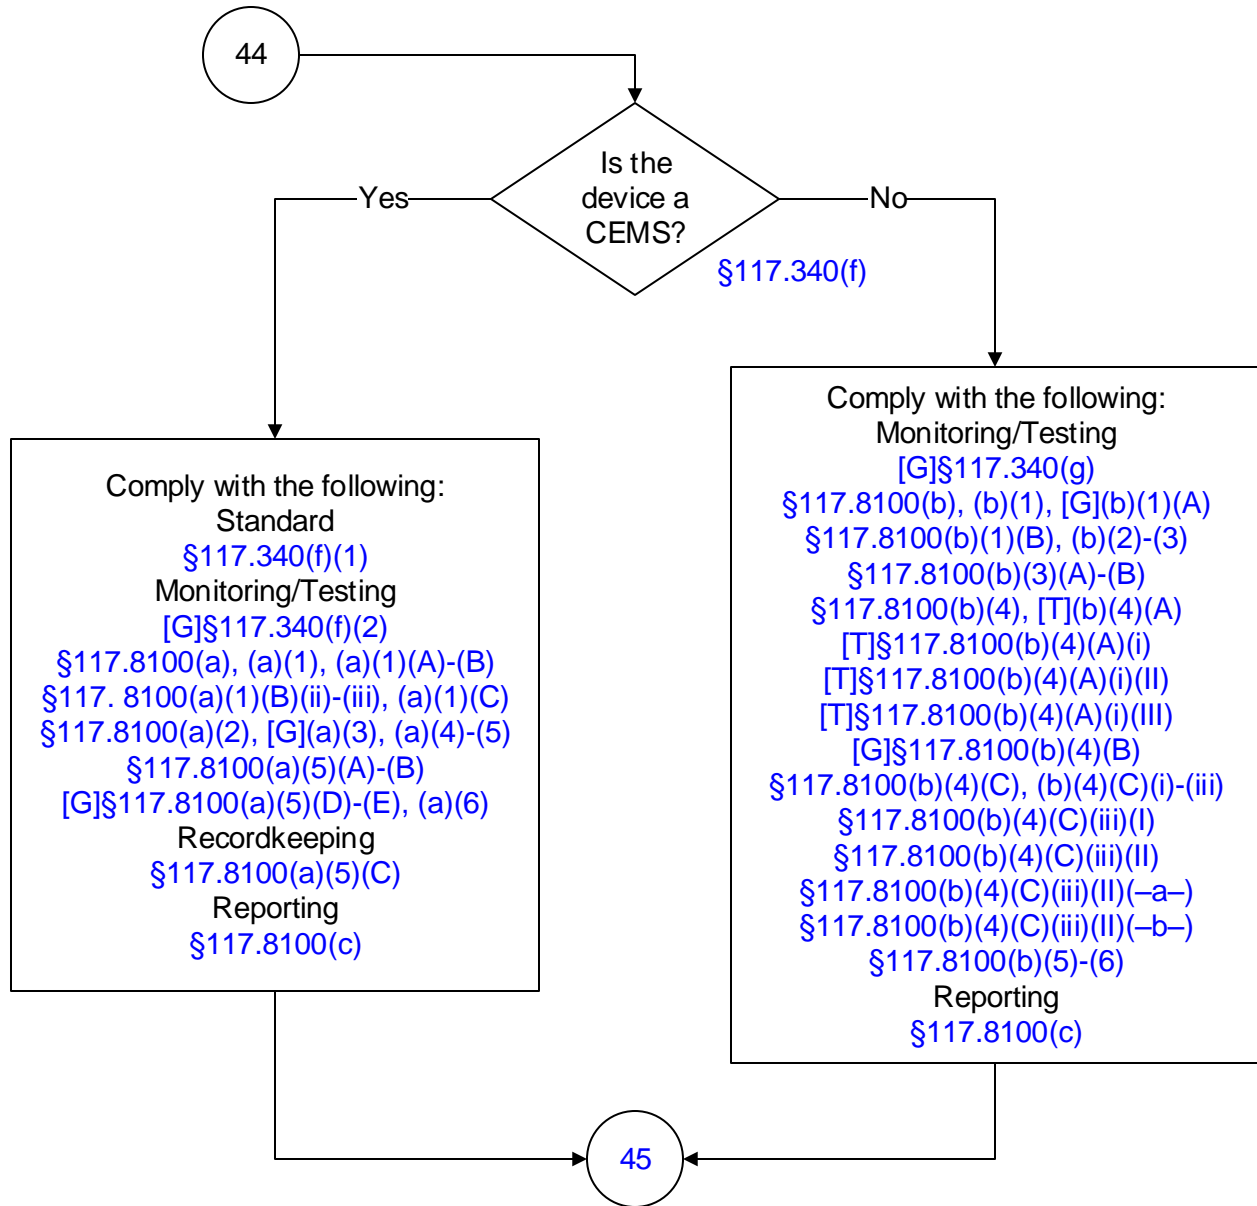 44
Is the
device a
CEMS?
Yes
No
§117.340(f)
Comply with the following:
Standard
§117.340(f)(1)
Monitoring/Testing
[G]§117.340(f)(2)
§117.8100(a), (a)(1), (a)(1)(A)-(B)
§117. 8100(a)(1)(B)(ii)-(iii), (a)(1)(C)
§117.8100(a)(2), [G](a)(3), (a)(4)-(5)
§117.8100(a)(5)(A)-(B)
[G]§117.8100(a)(5)(D)-(E), (a)(6)
Recordkeeping
§117.8100(a)(5)(C)
Reporting
§117.8100(c)
Comply with the following:
Monitoring/Testing
[G]§117.340(g)
§117.8100(b), (b)(1), [G](b)(1)(A)
§117.8100(b)(1)(B), (b)(2)-(3)
§117.8100(b)(3)(A)-(B)
§117.8100(b)(4), [T](b)(4)(A)
[T]§117.8100(b)(4)(A)(i)
[T]§117.8100(b)(4)(A)(i)(II)
[T]§117.8100(b)(4)(A)(i)(III)
[G]§117.8100(b)(4)(B)
§117.8100(b)(4)(C), (b)(4)(C)(i)-(iii)
§117.8100(b)(4)(C)(iii)(I)
§117.8100(b)(4)(C)(iii)(II)
§117.8100(b)(4)(C)(iii)(II)(–a–)
§117.8100(b)(4)(C)(iii)(II)(–b–)
§117.8100(b)(5)-(6)
Reporting
§117.8100(c)
45